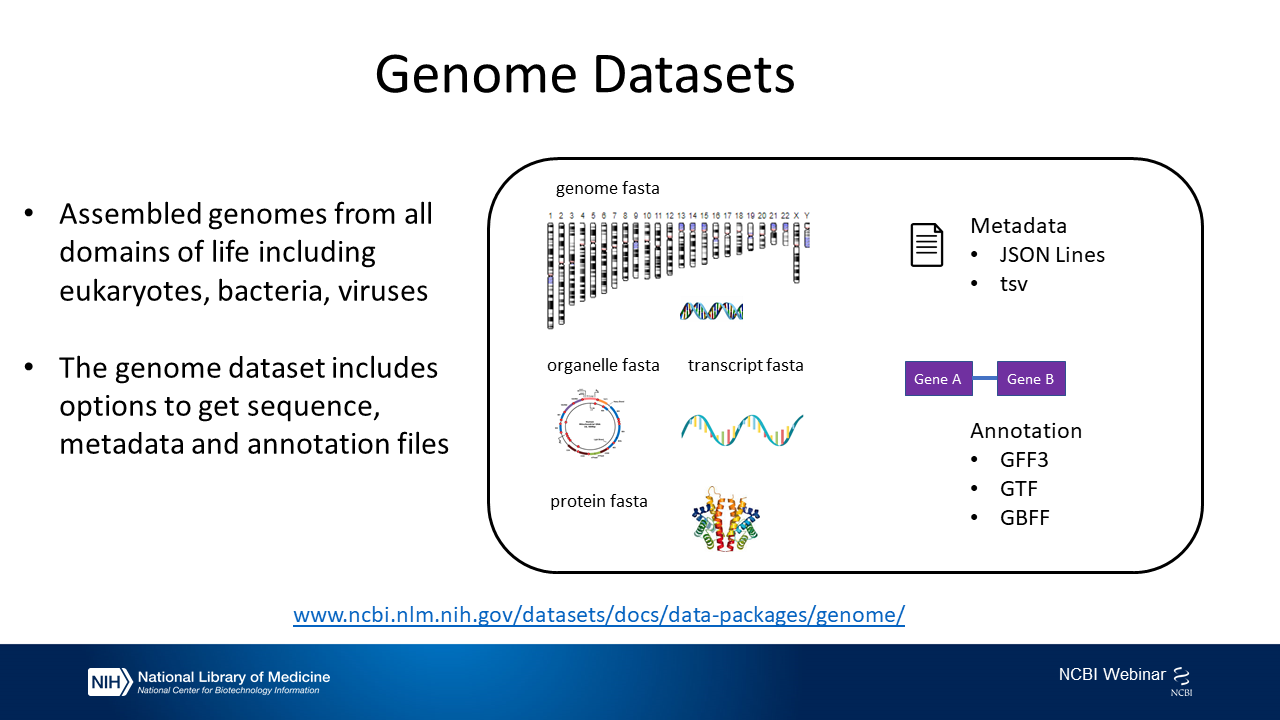 Genome Datasets
• Assembled genomes from all
domains of life including
eukaryotes, bacteria, viruses
• The genome dataset includes
options to get sequence,
metadata and annotation files
genome fasta
1 2 3 4 5 6 7 8 9 10 11 12 13 14 15 16 17 18 19 20 21 22 X Y
organelle fasta
transcript fasta
protein fasta
Metadata
• JSON Lines
• tsv
Gene A
Gene B
Annotation
• GFF3
• GTF
• GBFF
www.ncbi.nlm.nih.gov/datasets/docs/data-packages/genome/
NIH
National Library of Medicine
National Center for Biotechnology Information
NCBI Webinar
NCBI